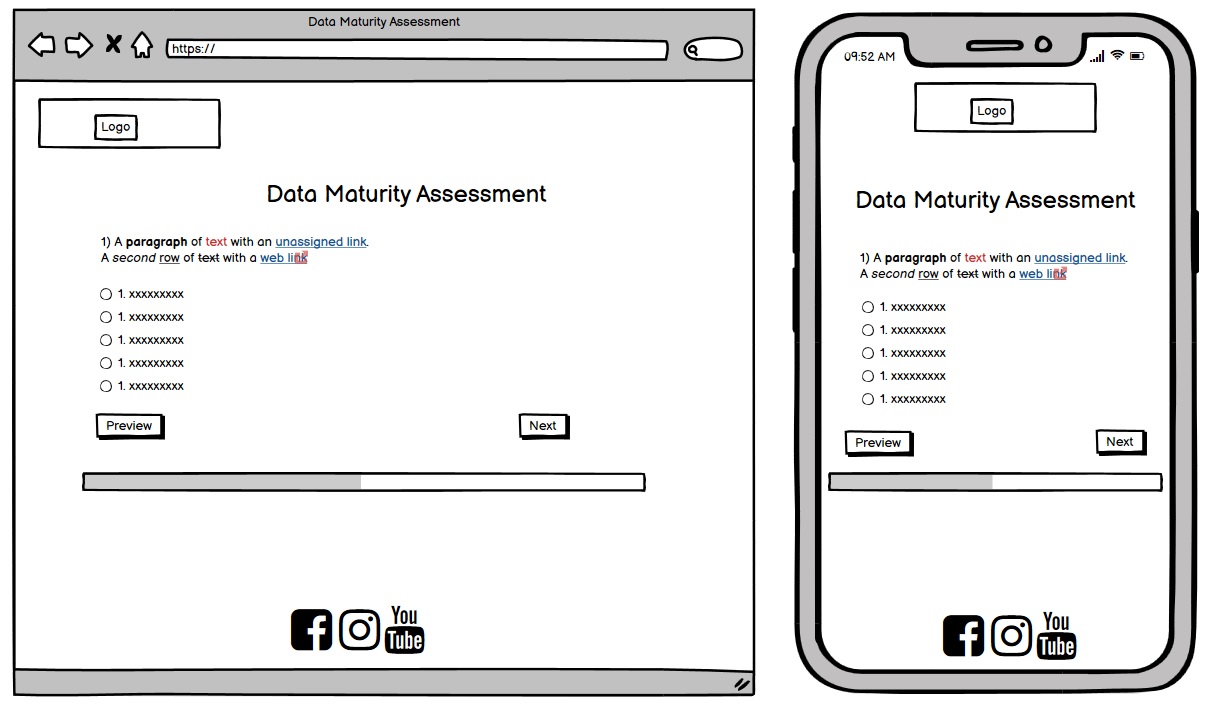 Data Maturity Assessment
https://
Logo
Data Maturity Assessment
1) A paragraph of text with an unassigned link.
A second row of text with a web link
1. xxxxxxxxx
1. xxxxxxxxx
1. xxxxxxxxx
1. xxxxxxxxx
1. xxxxxxxxx
Preview
Next
You
Tube
09:52 AM
Logo
Data Maturity Assessment
1) A paragraph of text with an unassigned link.
A second row of text with a web link
1. xxxxxxxxx
1. xxxxxxxxx
1. xxxxxxxxx
1. xxxxxxxxx
1. xxxxxxxxx
Preview
Next
You
Tube